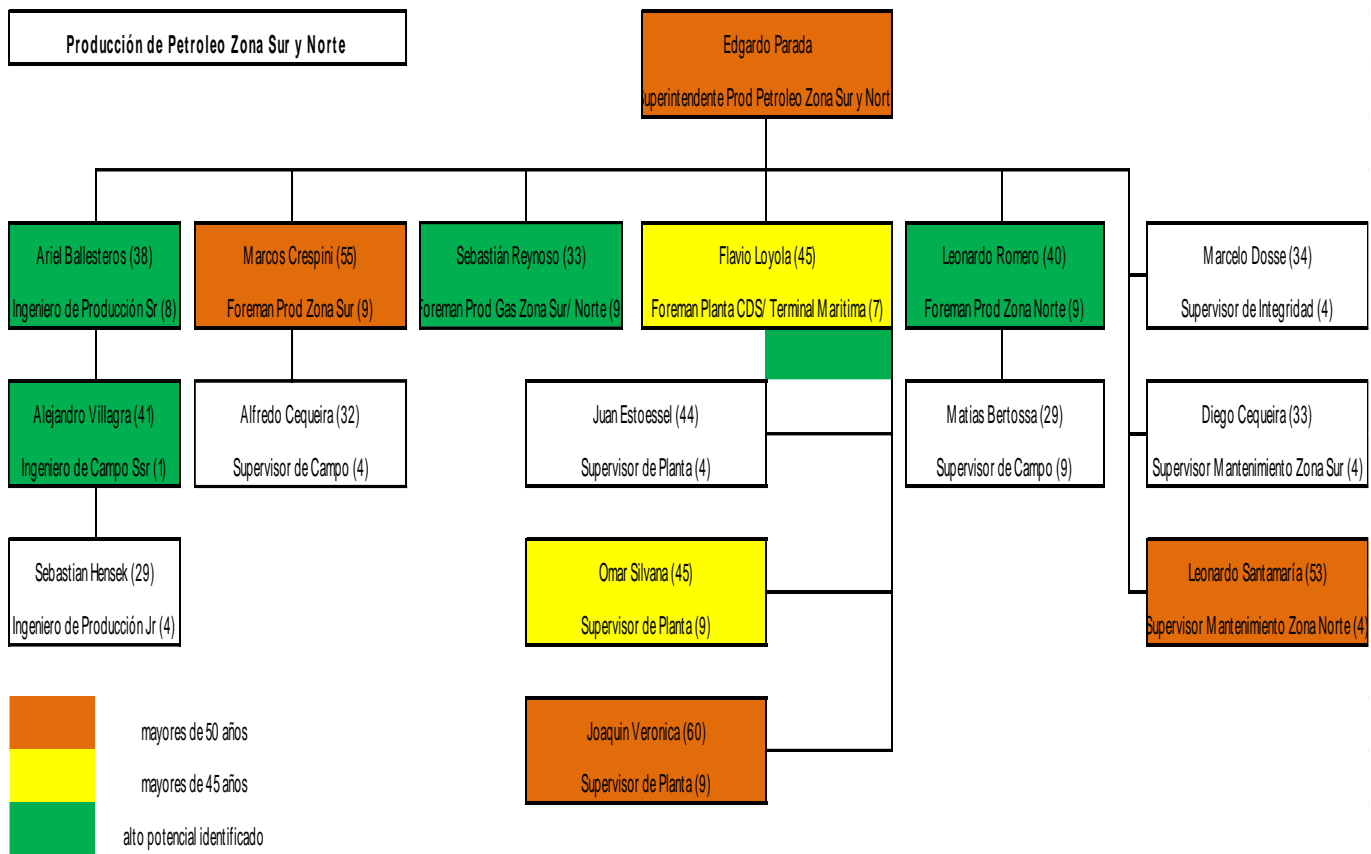 Producción de Petroleo Zona Sur y Norte
Edgardo Parada
uperintendente Prod Petroleo Zona Sur y Nort
Ariel Ballesteros (38)
Ingeniero de Producción Sr (8)
Marcos Crespini (55)
Foreman Prod Zona Sur (9)
Sebastián Reynoso (33)
Foreman Prod Gas Zona Sur/ Norte (9
Flavio Loyola (45)
Foreman Planta CDS/ Terminal Maritima (7)
Leonardo Romero (40)
Foreman Prod Zona Norte (9)
Marcelo Dosse (34)
Supervisor de Integridad (4)
Alejandro Villagra (41)
Ingeniero de Campo Ssr (1)
Alfredo Cequeira (32)
Supervisor de Campo (4)
Juan Estoessel (44)
Supervisor de Planta (4)
Matias Bertossa (29)
Supervisor de Campo (9)
Diego Cequeira (33)
Supervisor Mantenimiento Zona Sur (4)
Sebastian Hensek (29)
Ingeniero de Producción Jr (4)
Omar Silvana (45)
Supervisor de Planta (9)
Leonardo Santamaría (53)
Supervisor Mantenimiento Zona Norte (4)
Joaquin Veronica (60)
Supervisor de Planta (9)
mayores de 50 años
mayores de 45 años
alto potencial identificado